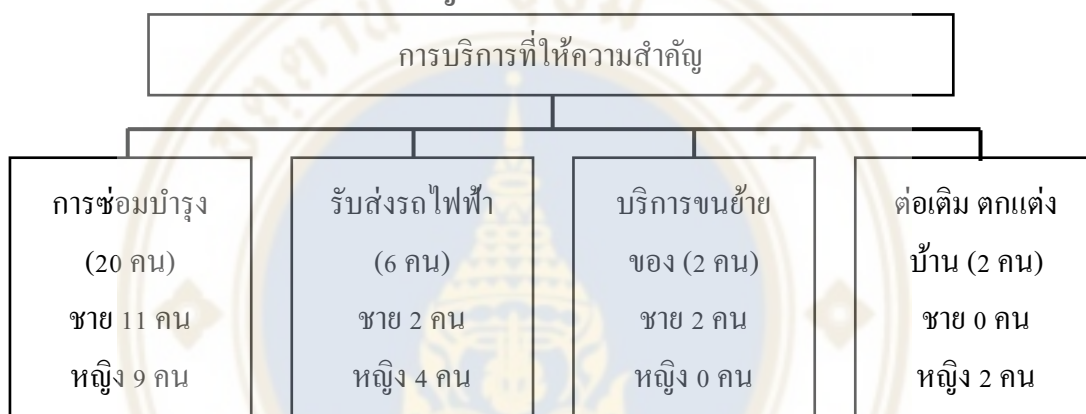 การบริการที่ให้ความสำคัญ
การซ่อมบำรุง
(20 คน)
ชาย 11 คน
หญิง 9 คน
รับส่งรถไฟฟ้า
(6 คน)
ชาย 2 คน
หญิง 4 คน
บริการขนย้าย
ของ (2 คน)
ชาย 2 คน
หญิง 0 คน
ต่อเติม ตกแต่ง
บ้าน (2 คน)
ชาย 0 คน
หญิง 2 คน